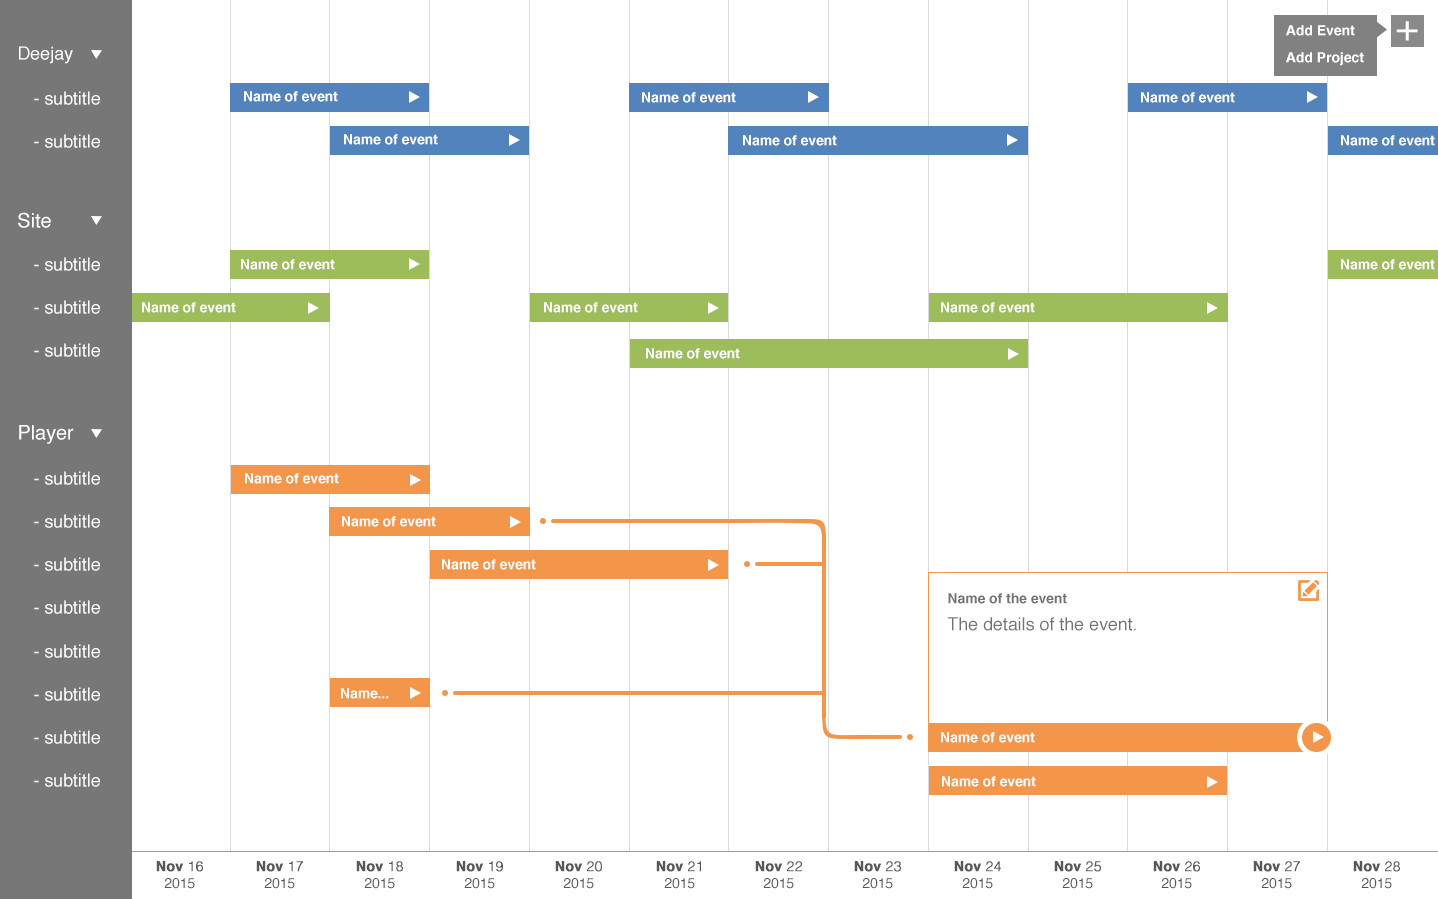 Add Event
Add Project
Deejay
- subtitle
Name of event
Name of event
Name of event
- subtitle
Name of event
Name of event
Name of event
Site
- subtitle
Name of event
Name of event
- subtitle
Name of event
Name of event
Name of event
- subtitle
Name of event
Player
- subtitle
Name of event
- subtitle
Name of event
- subtitle
Name of event
- subtitle
Name of the event
The details of the event.
- subtitle
- subtitle
Name...
- subtitle
Name of event
- subtitle
Name of event
Nov 16
2015
Nov 17
2015
Nov 18
2015
Nov 19
2015
Nov 20
2015
Nov 21
2015
Nov 22
2015
Nov 23
2015
Nov 24
2015
Nov 25
2015
Nov 26
2015
Nov 27
2015
Nov 28
2015